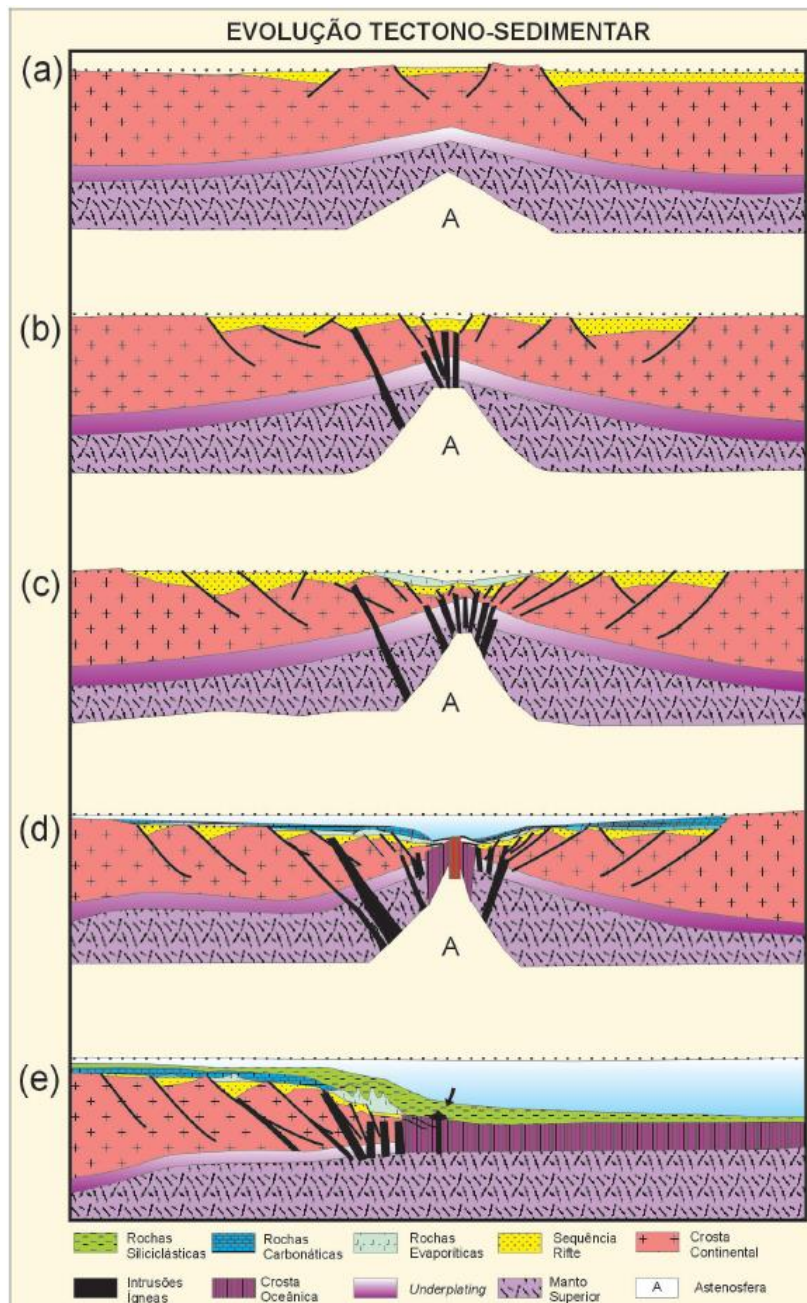 EVOLUÇÃO TECTONO-SEDIMENTAR
(a)
A
(b)
A
(c)
A
(d)
A
(e)
Rochas Siliciclásticas
Rochas Carbonáticas
Rochas Evaporíticas
Sequência Rifte
Crosta Continental
Intrusões Ígneas
Crosta Oceânica
Underplating
Manto Superior
A
Astenosfera